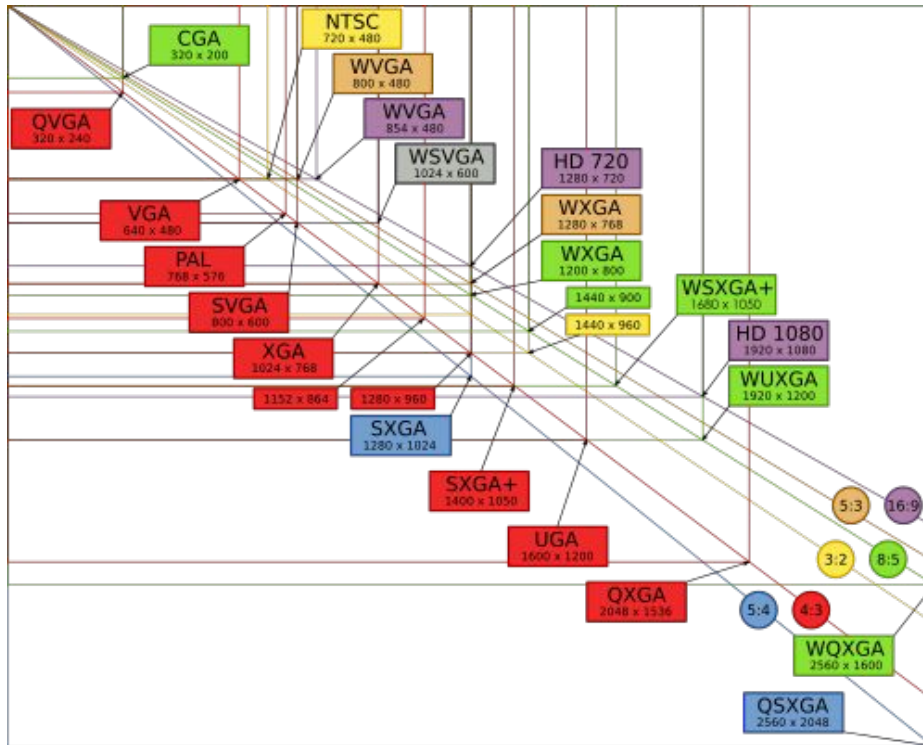 CGA
320 x 200
NTSC
720 x 480
WVGA
800 x 480
QVGA
320 x 240
WVGA
854 x 480
WSVGA
1024 x 600
HD 720
1280 x 720
VGA
640 x 480
WXGA
1280 x 768
PAL
768 x 576
WXGA
1200 x 800
SVGA
800 x 600
1440 x 900
WSXGA+
1680 x 1050
1440 x 960
XGA
1024 x 768
HD 1080
1920 x 1080
1152 x 864
1280 x 960
WUXGA
1920 x 1200
SXGA
1280 x 1024
SXGA+
1400 x 1050
5:3
16:9
UGA
1600 x 1200
3:2
8:5
QXGA
2048 x 1536
5:4
4:3
WQXGA
2560 x 1600
QSXGA
2560 x 2048